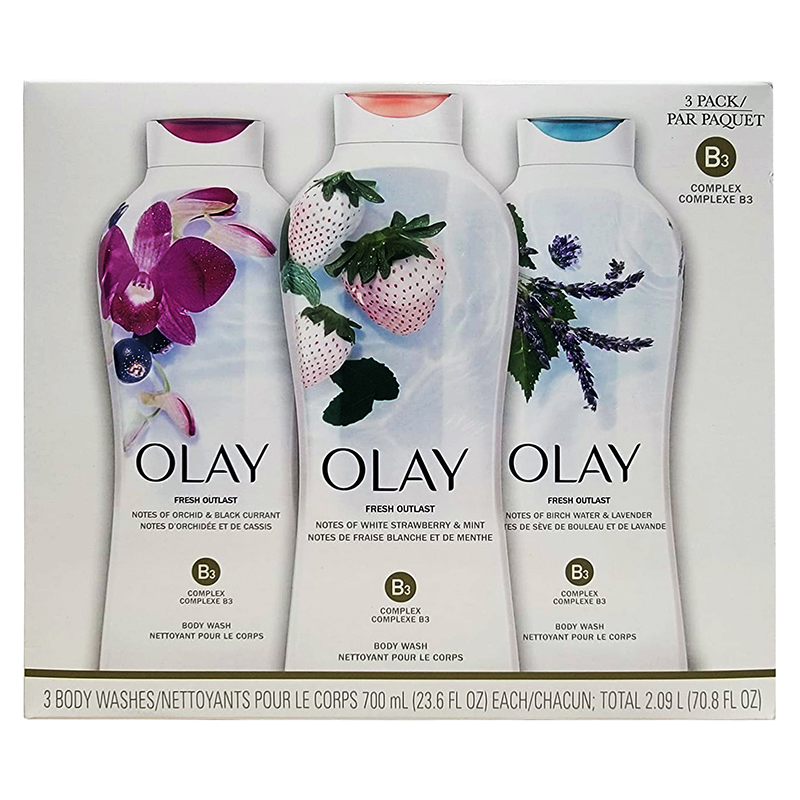 3 PACK/
PAR PAQUET
B3
COMPLEX
COMPLEXE B3
OLAY
FRESH OUTLAST
NOTES OF ORCHID & BLACK CURRANT
NOTES D'ORCHIDÉE ET DE CASSIS
B3
COMPLEX
COMPLEXE B3
BODY WASH
NETTOYANT POUR LE CORPS
OLAY
FRESH OUTLAST
NOTES OF WHITE STRAWBERRY & MINT
NOTES DE FRAISE BLANCHE ET DE MENTHE
B3
COMPLEX
COMPLEXE B3
BODY WASH
NETTOYANT POUR LE CORPS
OLAY
FRESH OUTLAST
NOTES OF BIRCH WATER & LAVENDER
TES DE SÈVE DE BOULEAU ET DE LAVANDE
B3
COMPLEX
COMPLEXE B3
BODY WASH
NETTOYANT POUR LE CORPS
3 BODY WASHES/NETTOYANTS POUR LE CORPS 700 mL (23.6 FL OZ) EACH/CHACUN; TOTAL 2.09 L (70.8 FL OZ)